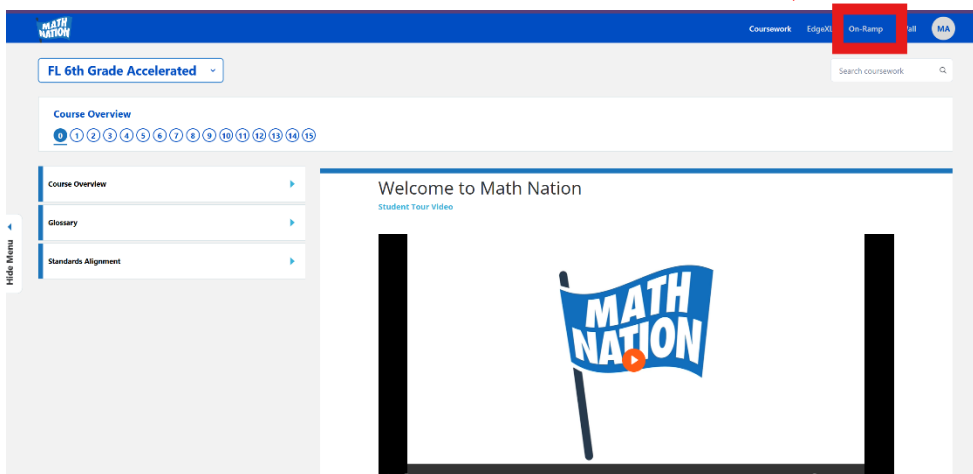 MATH NATION
Coursework EdgeXL On-Ramp all MA
FL 6th Grade Accelerated
Search coursework
Course Overview
0 1 2 3 4 5 6 7 8 9 10 11 12 13 14 15
Course Overview
Glossary
Standards Alignment
Hide Menu
Welcome to Math Nation
Student Tour Video
MATH
NATION